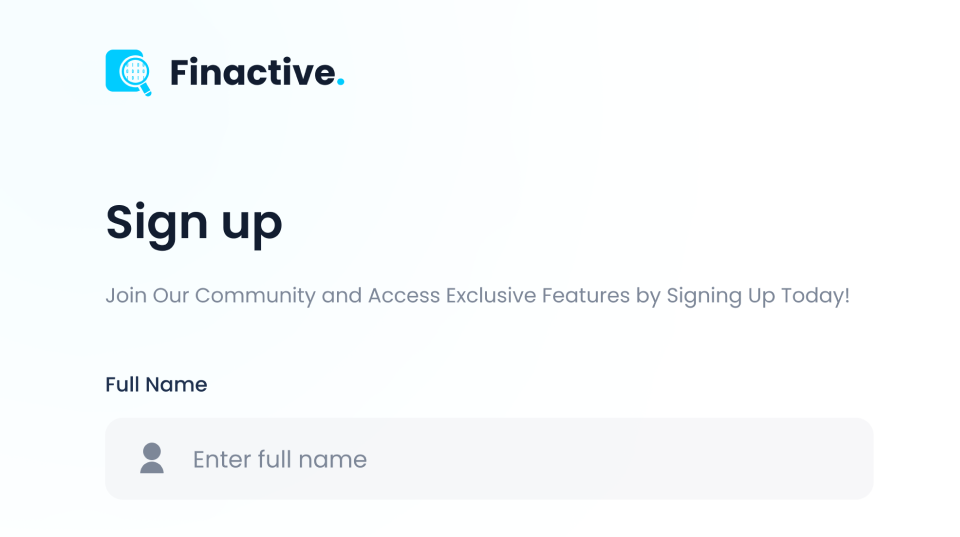 Finactive.
Sign up
Join Our Community and Access Exclusive Features by Signing Up Today!
Full Name
Enter full name